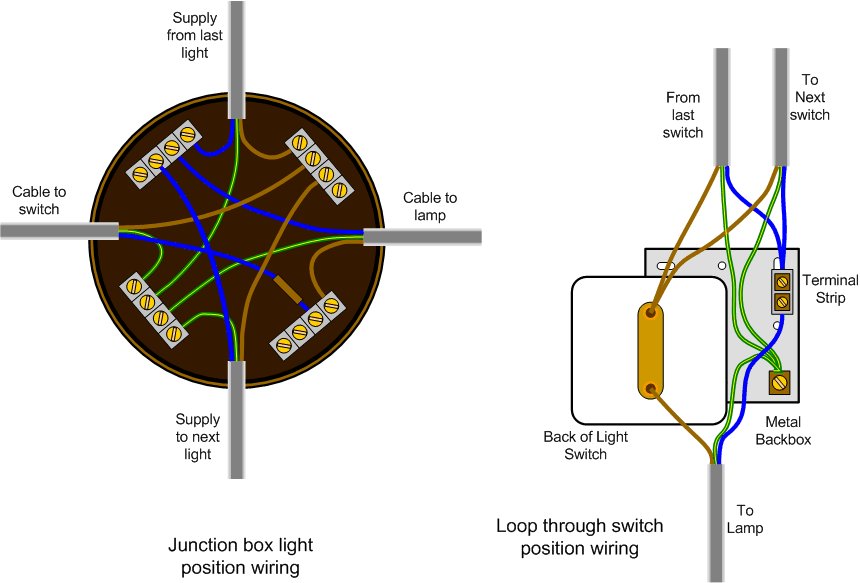 Supply
from last
light
Cable to
switch
Cable to
lamp
Supply
to next
light
Junction box light
position wiring
From
last
switch
To
Next
switch
Terminal
Strip
Back of Light
Switch
Metal
Backbox
To
Lamp
Loop through switch
position wiring